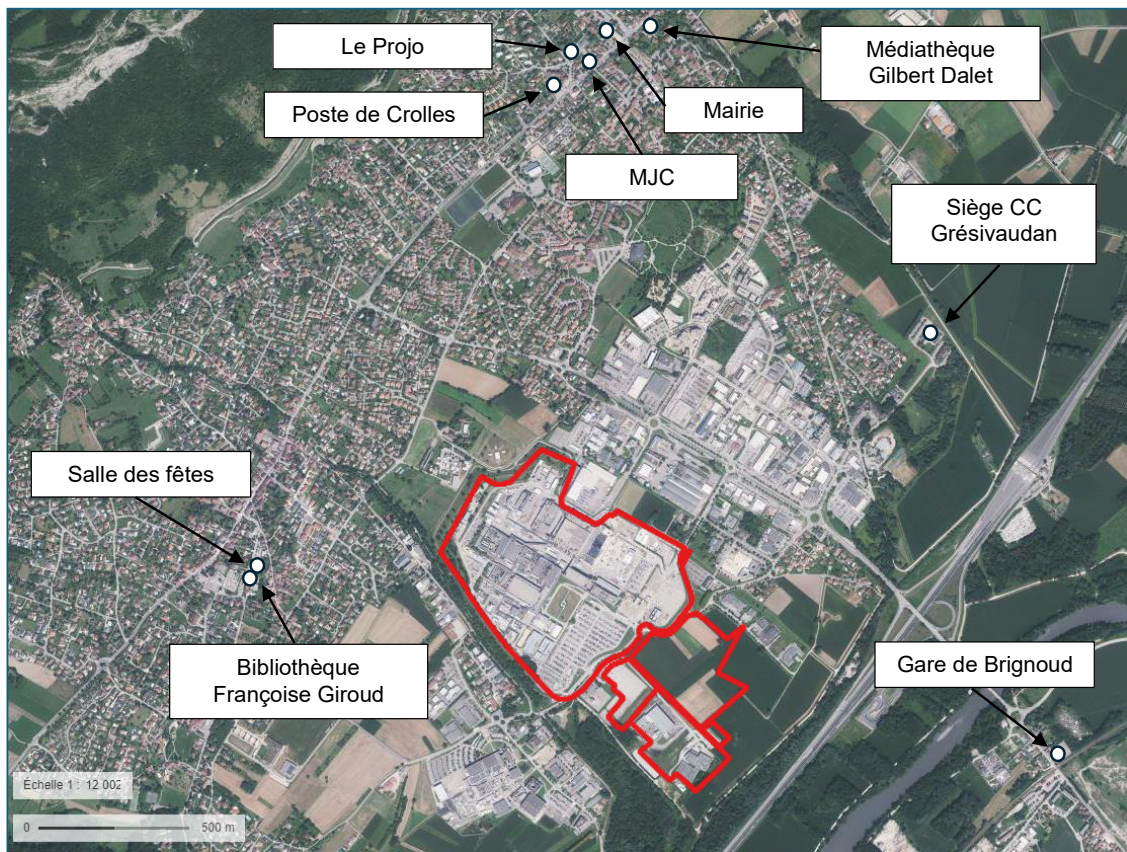 Le Projo
Médiathèque
Gilbert Dalet
Poste de Crolles
Mairie
MJC
Siège CC
Grésivaudan
Salle des fêtes
Bibliothèque
Françoise Giroud
Gare de Brignoud
Échelle 1 : 12 002
0 500 m